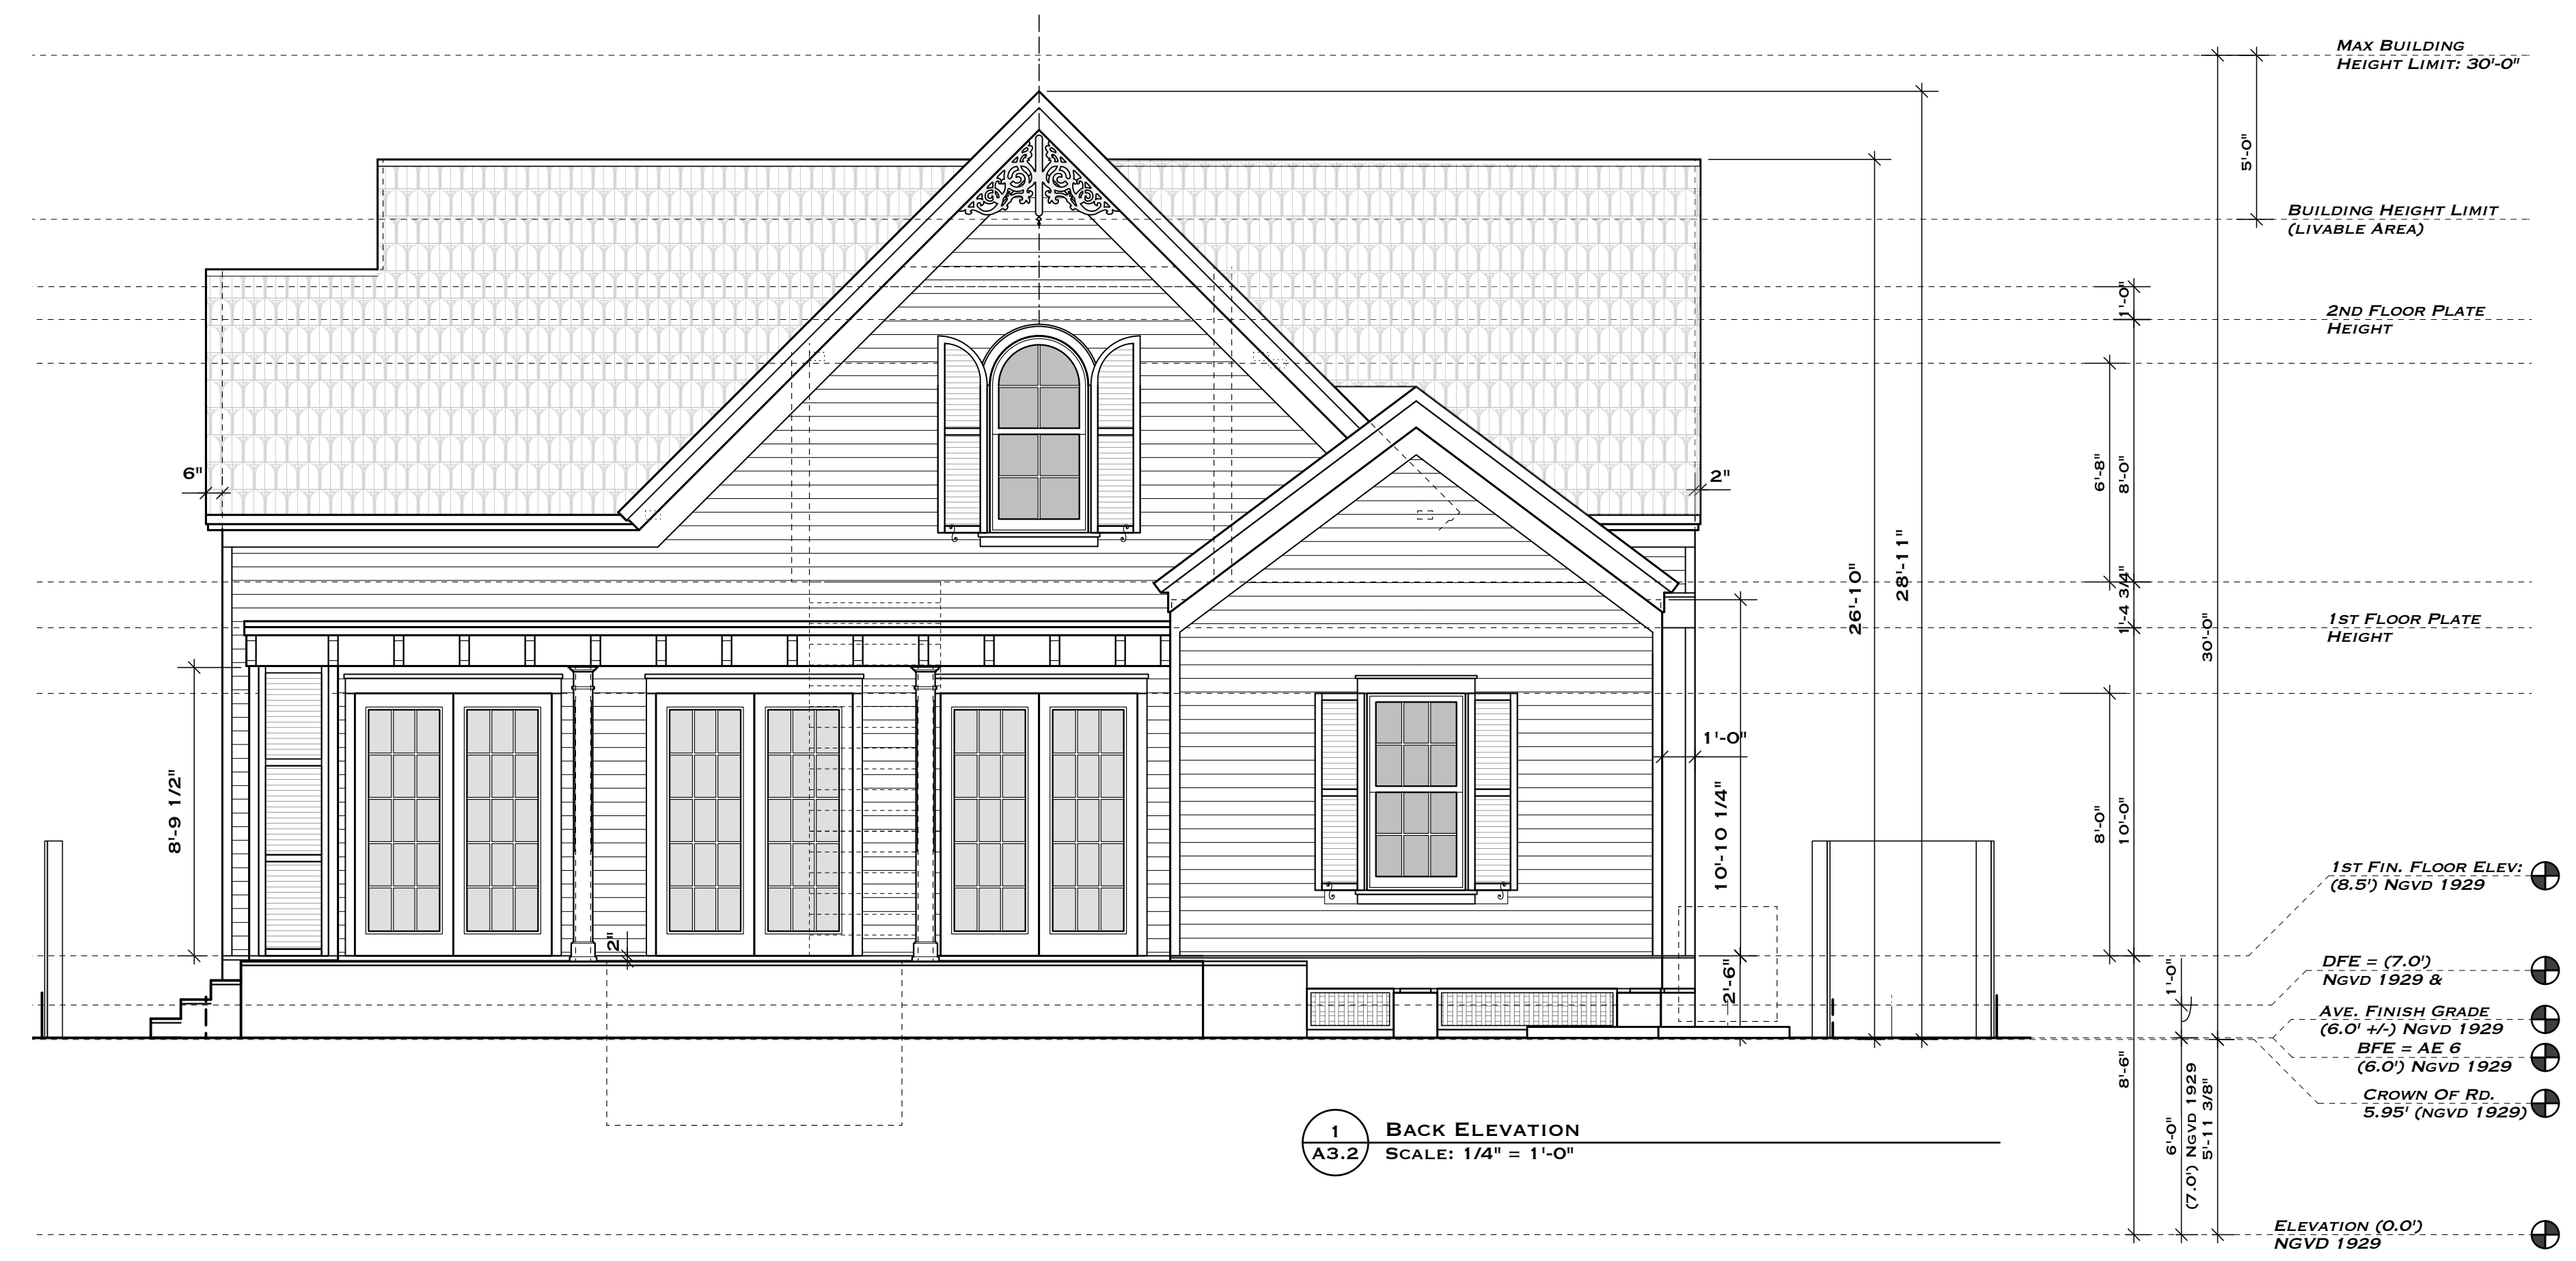 MAX BUILDING
HEIGHT LIMIT: 30'-0"
5'-0"
BUILDING HEIGHT LIMIT
(LIVABLE AREA)
1'-0"
2ND FLOOR PLATE
HEIGHT
6"
2"
6'-8"
8'-0"
26'-10"
28'-11"
1'-4 3/4"
30'-0"
1ST FLOOR PLATE
HEIGHT
8'-9 1/2"
1'-0"
10'-10 1/4"
8'-0"
10'-0"
1ST FIN. FLOOR ELEV:
(8.5') NGVD 1929
2"
2'-6"
1'-0"
DFE = (7.0')
NGVD 1929 &
AVE. FINISH GRADE
(6.0' +/-) NGVD 1929
BFE = AE 6
(6.0') NGVD 1929
8'-6"
6'-0"
(7.0') NGVD 1929
5'-11 3/8"
CROWN OF RD.
5.95' (NGVD 1929)
1
A3.2
BACK ELEVATION
SCALE: 1/4" = 1'-0"
ELEVATION (0.0')
NGVD 1929